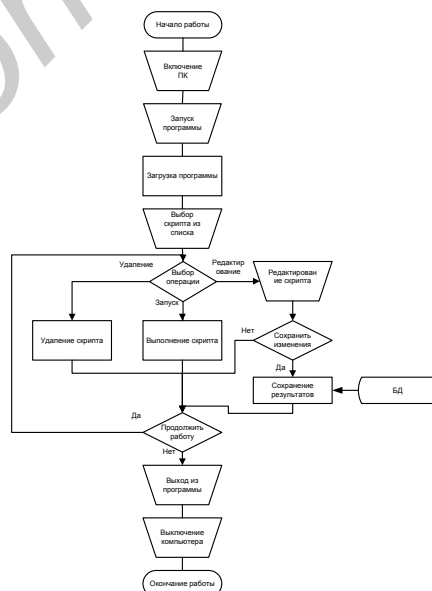 Начало работы
Включение
ПК
Запуск
программы
Загрузка программы
Выбор
скрипта из
списка
Удаление
Выбор
операции
Редактир
ование
Запуск
Редактирован
ие скрипта
Удаление скрипта
Выполнение скрипта
Нет
Сохранить
изменения
Да
Сохранение
результатов
БД
Да
Продолжить
работу
Нет
Выход из
программы
Выключение
компьютера
Окончание работы